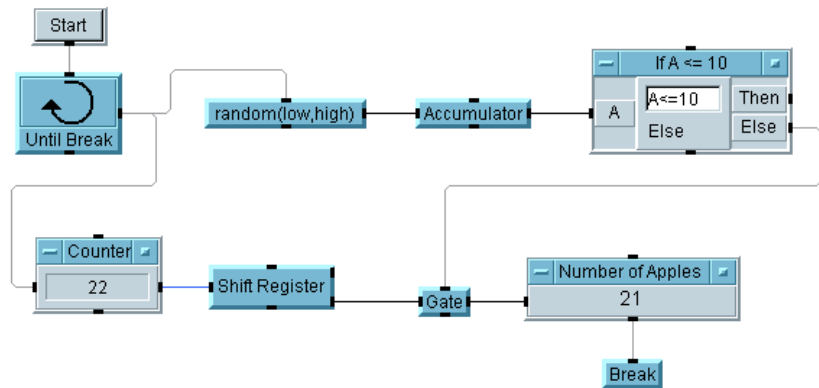 Start
Until Break
random(low,high)
Accumulator
If A <= 10
A
A<=10
Else
Then
Else
Counter
22
Shift Register
Gate
Number of Apples
21
Break